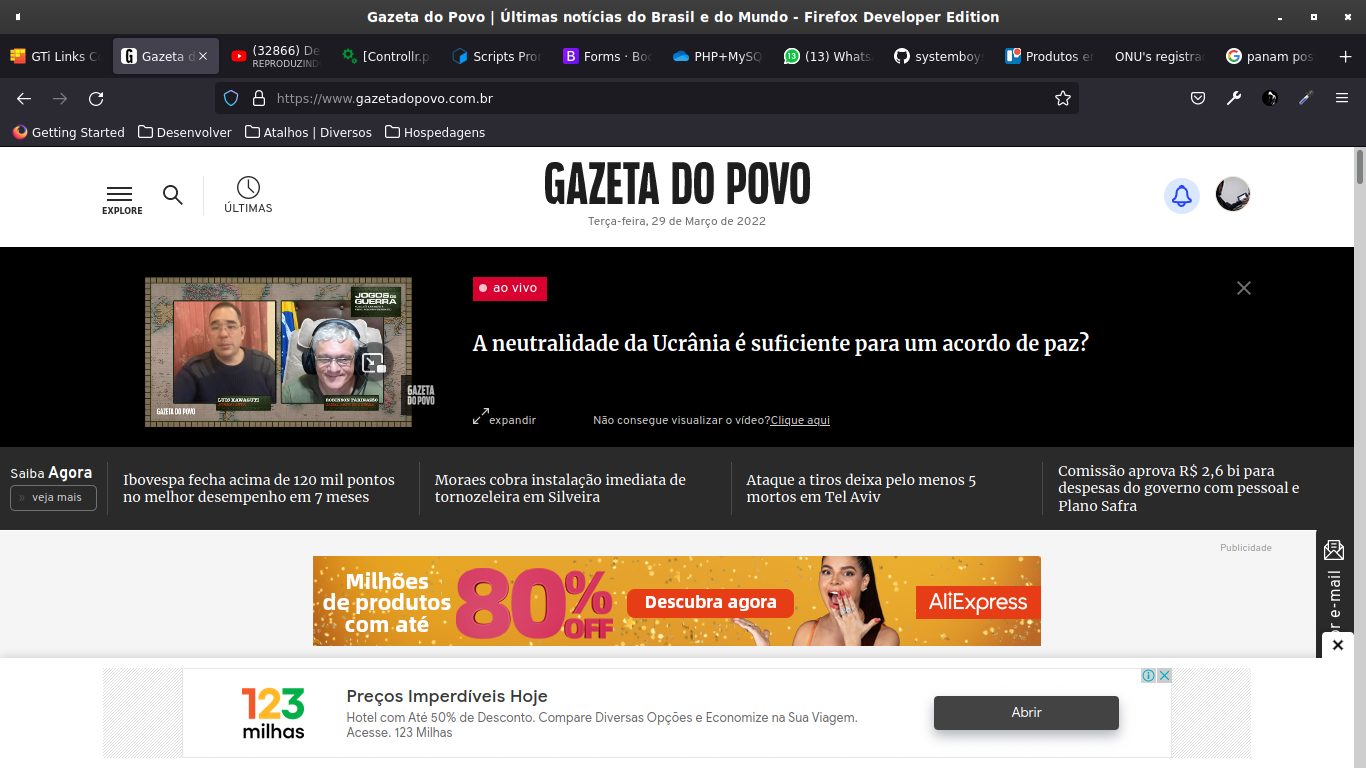 Gazeta do Povo | Últimas notícias do Brasil e do Mundo - Firefox Developer Edition
GTi Links C
Gazeta d
(32866) De
REPRODUZIND
[Controllr.p
Scripts Pro
Forms · Boo
PHP+MySQ
(13) Whats
systemboys
Produtos e
ONU's registra
panam pos
https://www.gazetadopovo.com.br
Getting Started
Desenvolver
Atalhos | Diversos
Hospedagens
EXPLORE
ÚLTIMAS
GAZETA DO POVO
Terça-feira, 29 de Março de 2022
JOGOS DE
GUERRA
LUIS KAWAGUTI
ROBINSON FARINAZZO
GAZETA DO POVO
GAZETA
DO POVO
ao vivo
A neutralidade da Ucrânia é suficiente para um acordo de paz?
expandir
Não consegue visualizar o vídeo?Clique aqui
Saiba Agora
» veja mais
Ibovespa fecha acima de 120 mil pontos
no melhor desempenho em 7 meses
Moraes cobra instalação imediata de
tornozeleira em Silveira
Ataque a tiros deixa pelo menos 5
mortos em Tel Aviv
Comissão aprova R$ 2,6 bi para
despesas do governo com pessoal e
Plano Safra
Publicidade
Milhões
de produtos
com até
80%
OFF
Descubra agora
AliExpress
or e-mail
123
milhas
Preços Imperdíveis Hoje
Hotel com Até 50% de Desconto. Compare Diversas Opções e Economize na Sua Viagem.
Acesse. 123 Milhas
Abrir